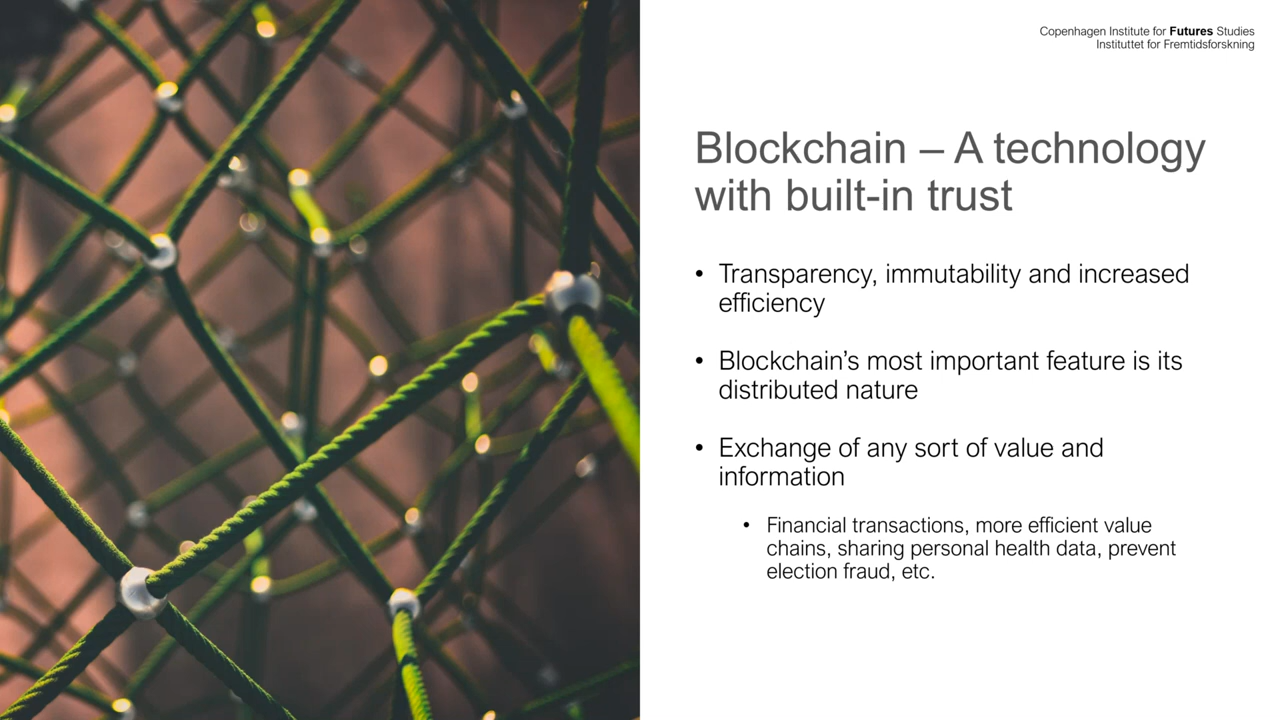 Copenhagen Institute for Futures Studies
Instituttet for Fremtidsforskning
Blockchain – A technology
with built-in trust
• Transparency, immutability and increased
efficiency
• Blockchain’s most important feature is its
distributed nature
• Exchange of any sort of value and
information
• Financial transactions, more efficient value
chains, sharing personal health data, prevent
election fraud, etc.